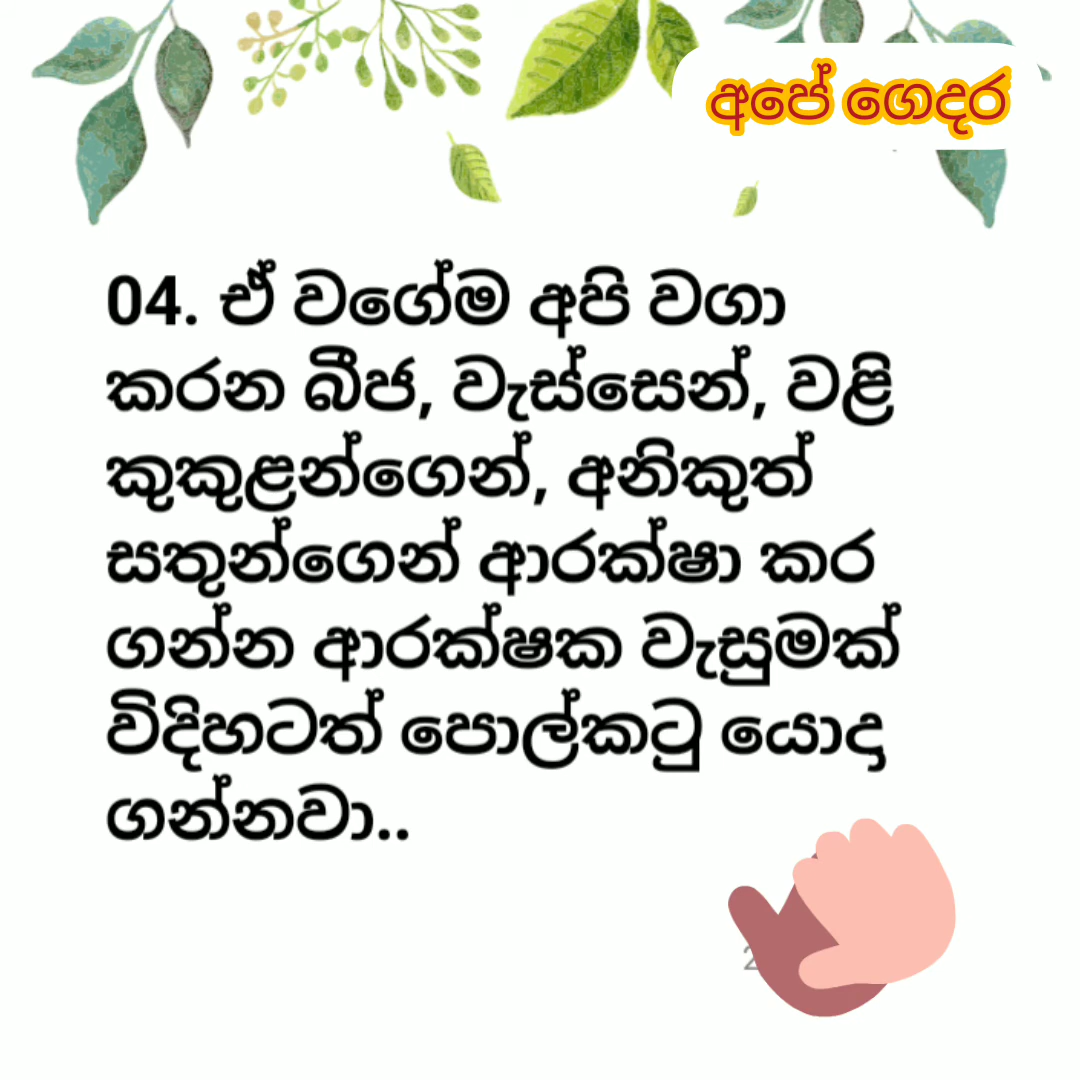 අපේ ගෙදර
04. ඒ වගේම අපි වගා
කරන බීජ, වැස්සෙන්, වළි
කුකුළන්ගෙන්, අනිකුත්
සතුන්ගෙන් ආරක්ෂා කර
ගන්න ආරක්ෂක වැසුමක්
විදිහටත් පොල්කටු යොදා
ගන්නවා..